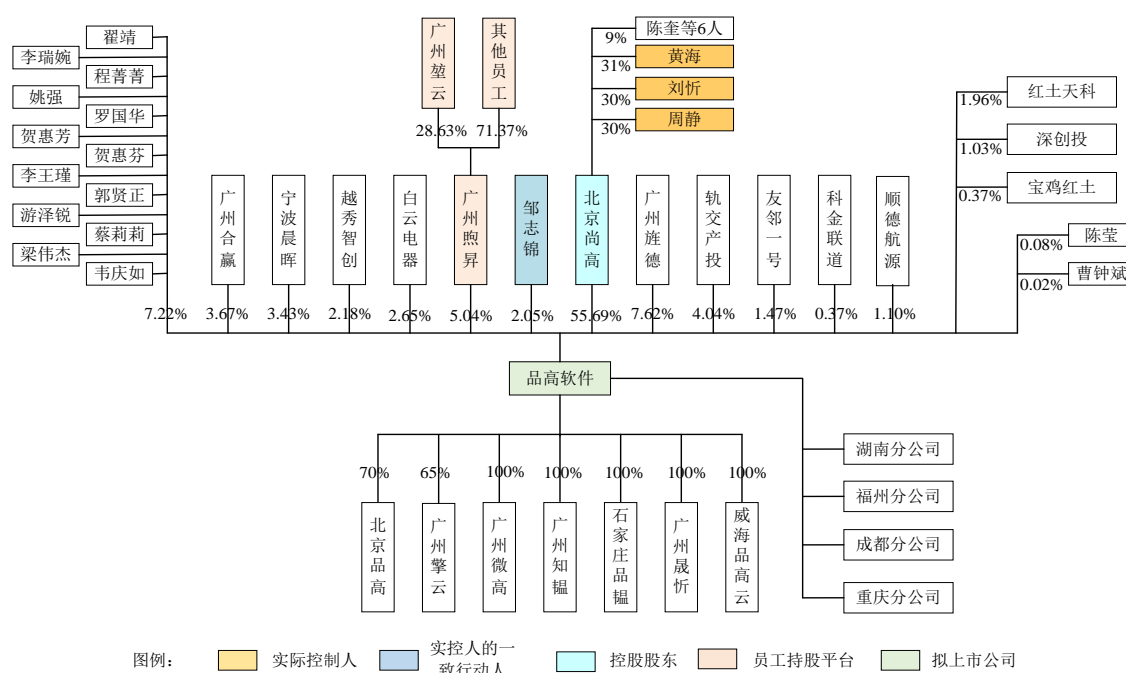 翟靖
李瑞婉
程菁菁
姚强
罗国华
贺惠芳
贺惠芬
李王瑾
郭贤正
游泽锐
蔡莉莉
梁伟杰
韦庆如
7.22%
广州堃云
其他员工
28.63%
71.37%
陈奎等6人
9%
黄海
31%
刘忻
30%
周静
30%
红土天科
1.96%
深创投
1.03%
宝鸡红土
0.37%
陈莹
0.08%
曹钟斌
0.02%
广州合赢
宁波晨晖
越秀智创
白云电器
广州煦昇
邹志锦
北京尚高
广州旌德
轨交产投
友邻一号
科金联道
顺德航源
3.67%
3.43%
2.18%
2.65%
5.04%
2.05%
55.69%
7.62%
4.04%
1.47%
0.37%
1.10%
品高软件
70%
65%
100%
100%
100%
100%
100%
北京品高
广州擎云
广州微高
广州知韫
石家庄品韫
广州晟忻
威海品高云
湖南分公司
福州分公司
成都分公司
重庆分公司
图例：
实际控制人
实控人的一
致行动人
控股股东
员工持股平台
拟上市公司